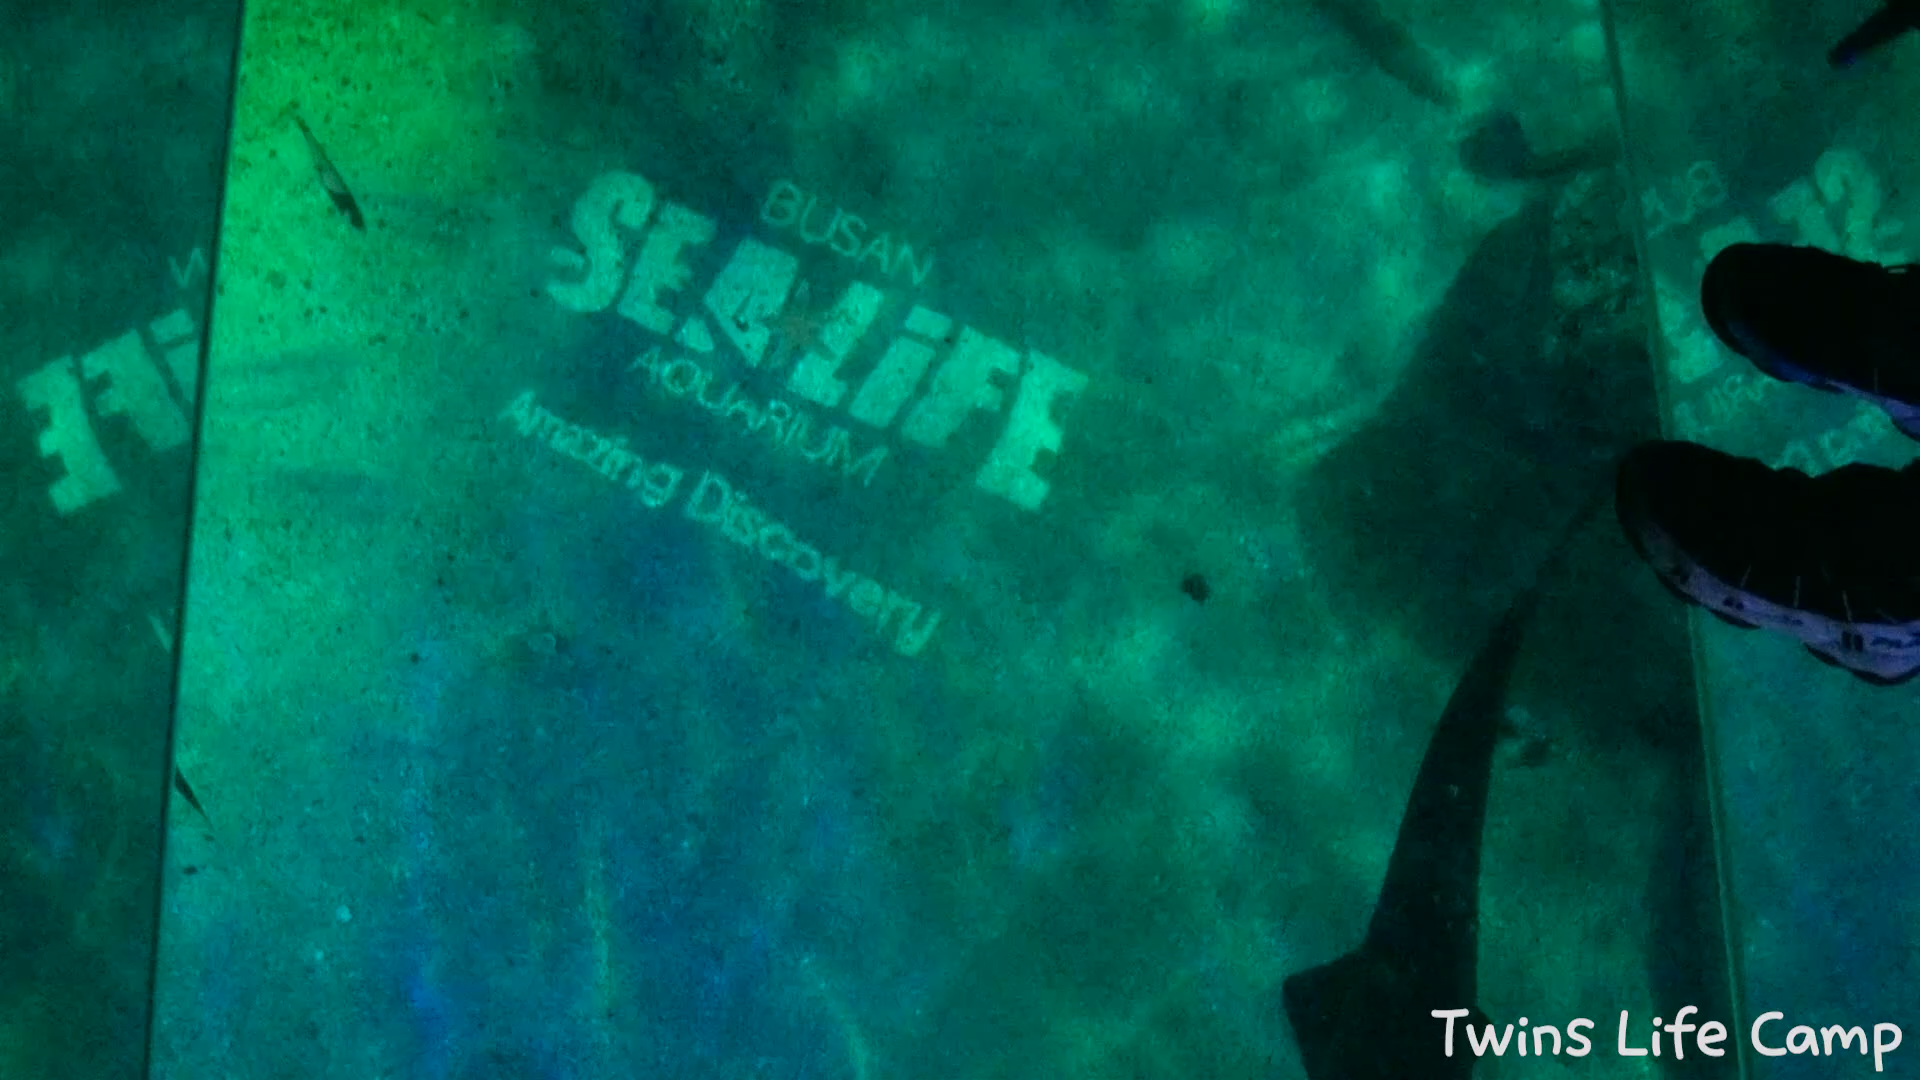 BUSAN
SEA LiFE
AQUARIUM
Amazing Discovery
Twins Life Camp